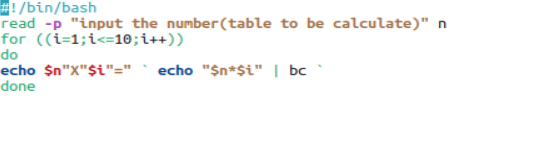 #!/bin/bash
read -p "input the number(table to be calculate)" n
for ((i=1;i<=10;i++))
do
echo $n"X"$i"=" ` echo "$n*$i" | bc `
done